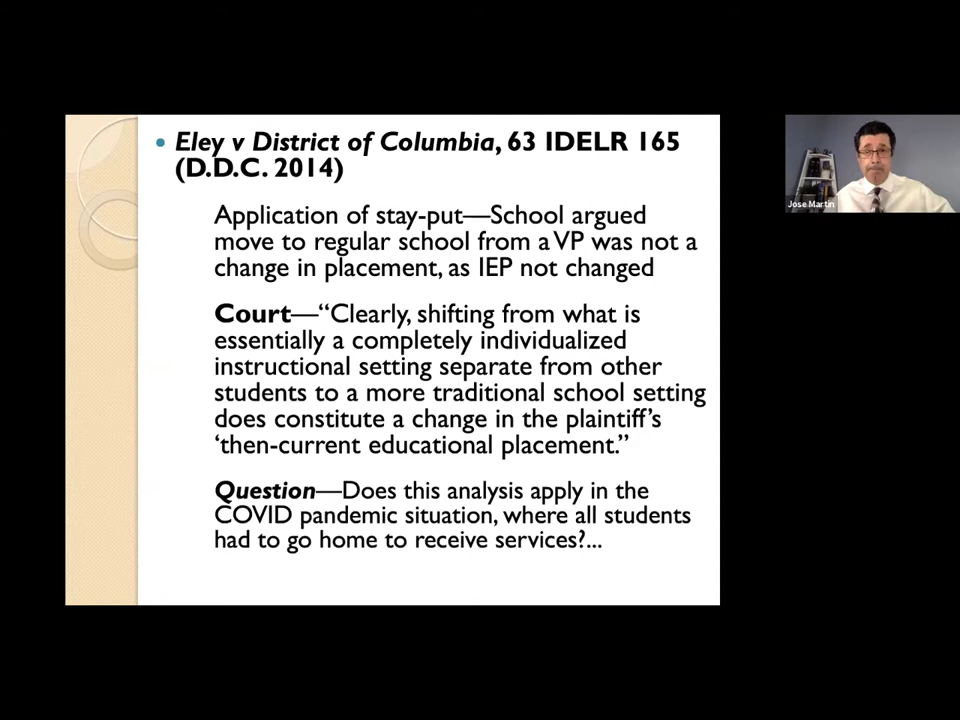 Eley v District of Columbia, 63 IDELR 165
(D.D.C. 2014)
Application of stay-put—School argued
move to regular school from a VP was not a
change in placement, as IEP not changed
Court—“Clearly, shifting from what is
essentially a completely individualized
instructional setting separate from other
students to a more traditional school setting
does constitute a change in the plaintiff’s
‘then-current educational placement.”
Question—Does this analysis apply in the
COVID pandemic situation, where all students
had to go home to receive services?...
Jose Martin